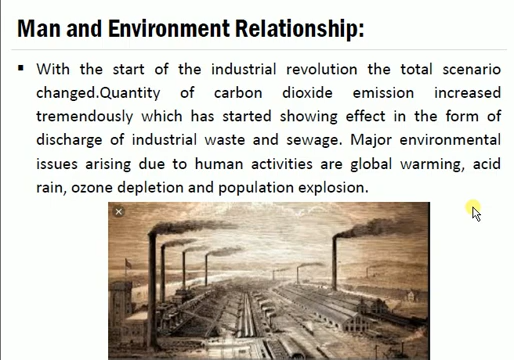 Man and Environment Relationship:
▪ With the start of the industrial revolution the total scenario
changed.Quantity of carbon dioxide emission increased
tremendously which has started showing effect in the form of
discharge of industrial waste and sewage. Major environmental
issues arising due to human activities are global warming, acid
rain, ozone depletion and population explosion.